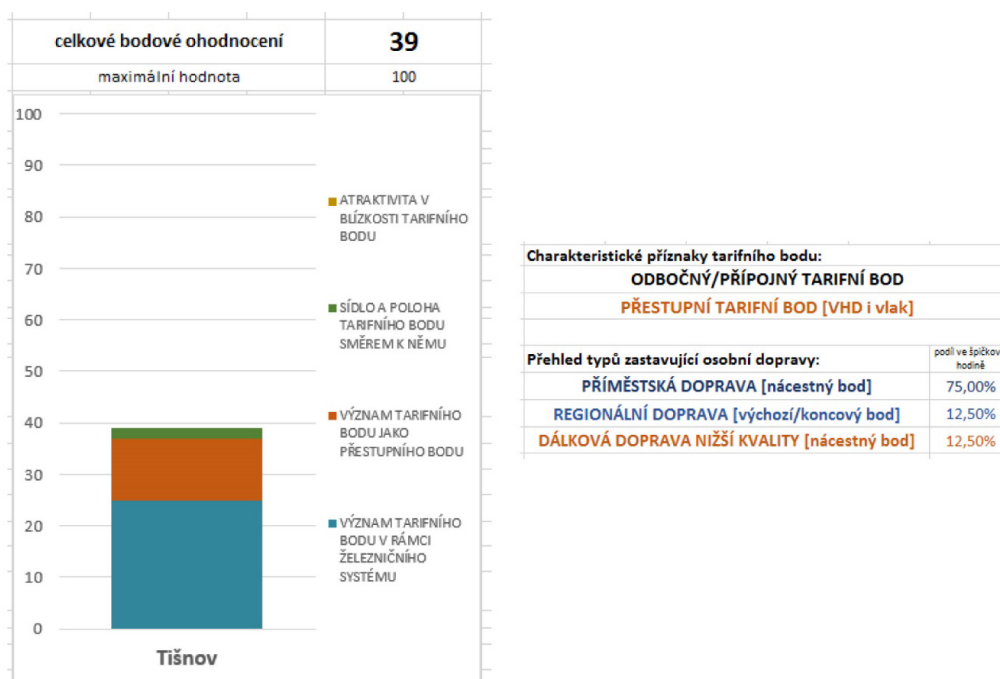 celkové bodové ohodnocení 39
maximální hodnota 100
100
90
80
70
60
50
40
30
20
10
0
ATRAKTIVITA V
BLÍZKOSTI TARIFNÍHO
BODU
SÍDLO A POLOHA
TARIFNÍHO BODU
SMĚREM K NĚMU
VÝZNAM TARIFNÍHO
BODU JAKO
PŘESTUPNÍHO BODU
VÝZNAM TARIFNÍHO
BODU V RÁMCI
ŽELEZNIČNÍHO
SYSTÉMU
Tišnov
Charakteristické příznaky tarifního bodu:
ODBOČNÝ/PŘÍPOJNÝ TARIFNÍ BOD
PŘESTUPNÍ TARIFNÍ BOD [VHD i vlak]
Přehled typů zastavující osobní dopravy:
podíl ve špičkov
hodině
PŘÍMĚSTSKÁ DOPRAVA [nácestný bod] 75,00%
REGIONÁLNÍ DOPRAVA [výchozí/koncový bod] 12,50%
DÁLKOVÁ DOPRAVA NIŽŠÍ KVALITY [nácestný bod] 12,50%